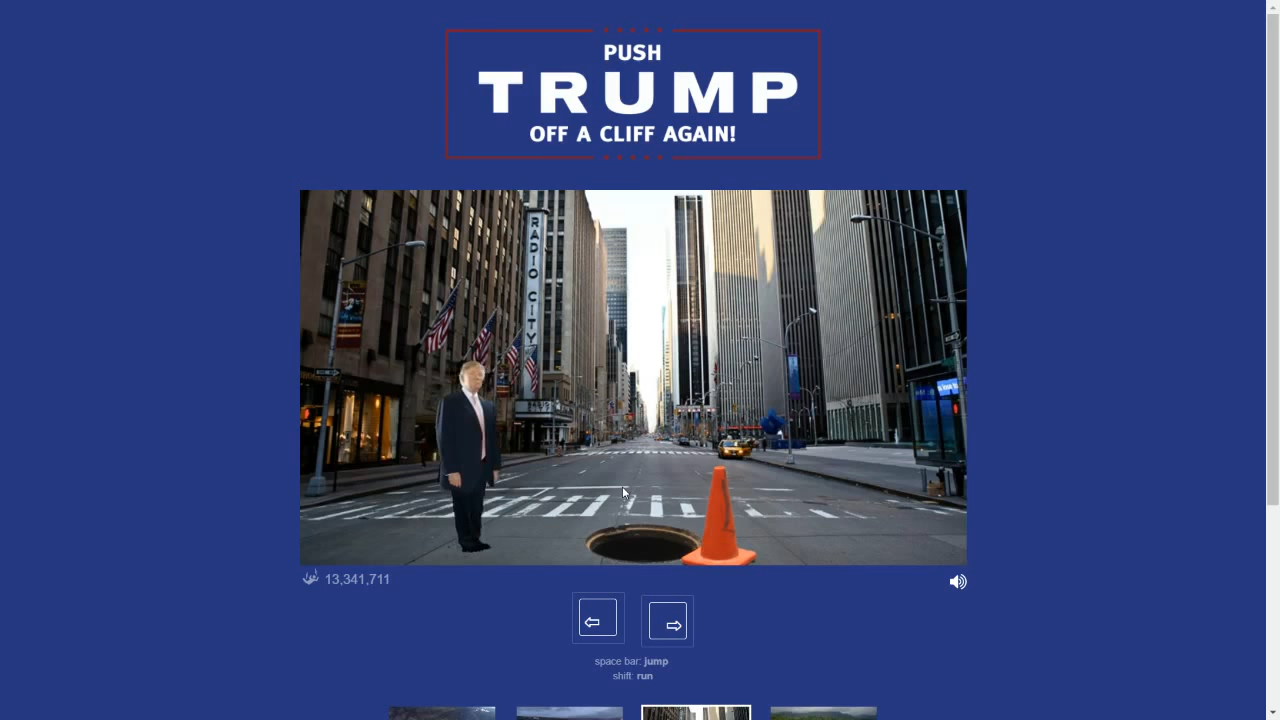 PUSH
TRUMP
OFF A CLIFF AGAIN!
RADIO CITY
13,341,711
space bar: jump
shift: run